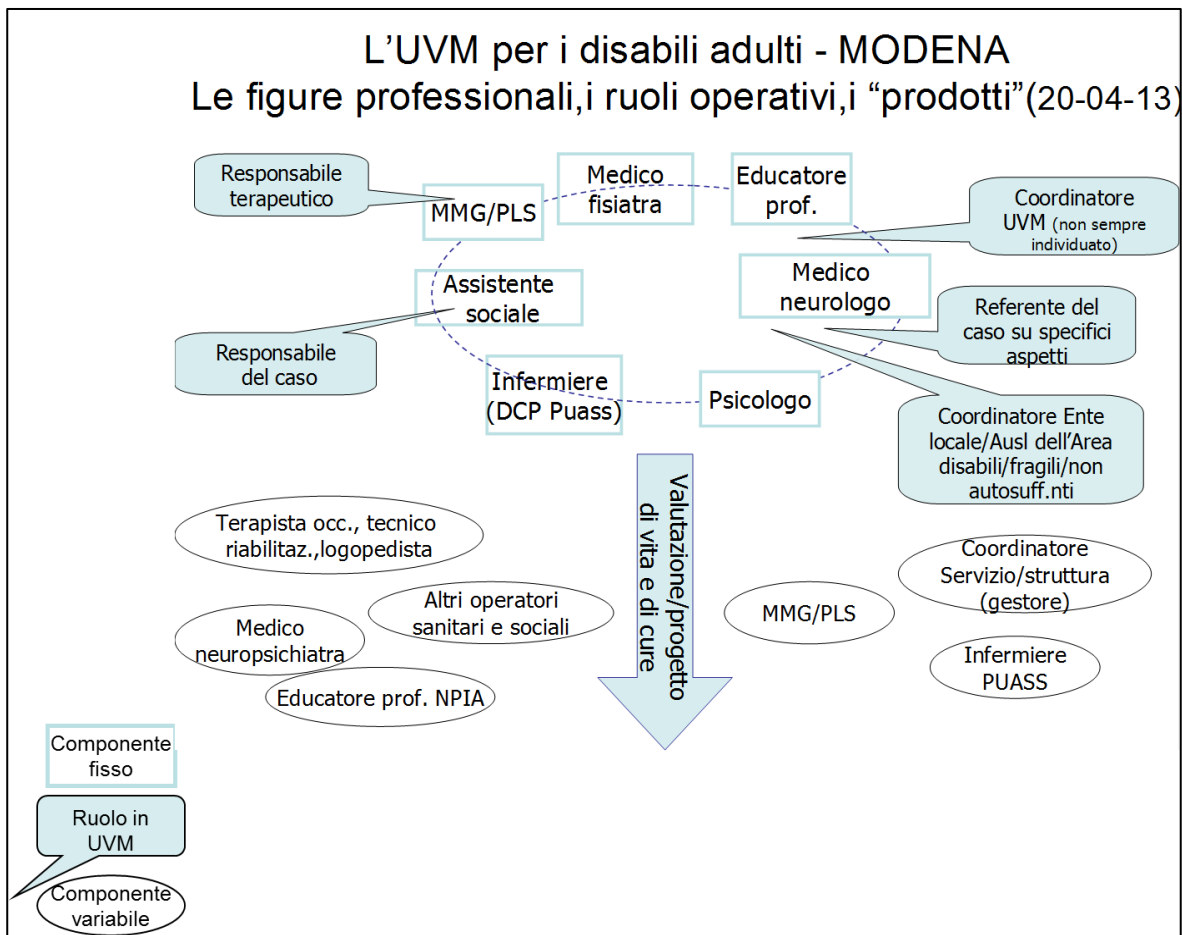 L'UVM per i disabili adulti - MODENA
Le figure professionali,i ruoli operativi,i “prodotti”(20-04-13)
Responsabile
terapeutico
MMG/PLS
Medico
fisiatra
Educatore
prof.
Coordinatore
UVM (non sempre
individuato)
Assistente
sociale
Medico
neurologo
Referente del
caso su specifici
aspetti
Responsabile
del caso
Infermiere
(DCP Puass)
Psicologo
Coordinatore Ente
locale/Ausl dell'Area
disabili/fragili/non
autosuff.nti
Valutazione/progetto
di vita e di cure
Terapista occ., tecnico
riabilitaz.,logopedista
Altri operatori
sanitari e sociali
Medico
neuropsichiatra
Educatore prof. NPIA
MMG/PLS
Coordinatore
Servizio/struttura
(gestore)
Infermiere
PUASS
Componente
fisso
Ruolo in
UVM
Componente
variabile